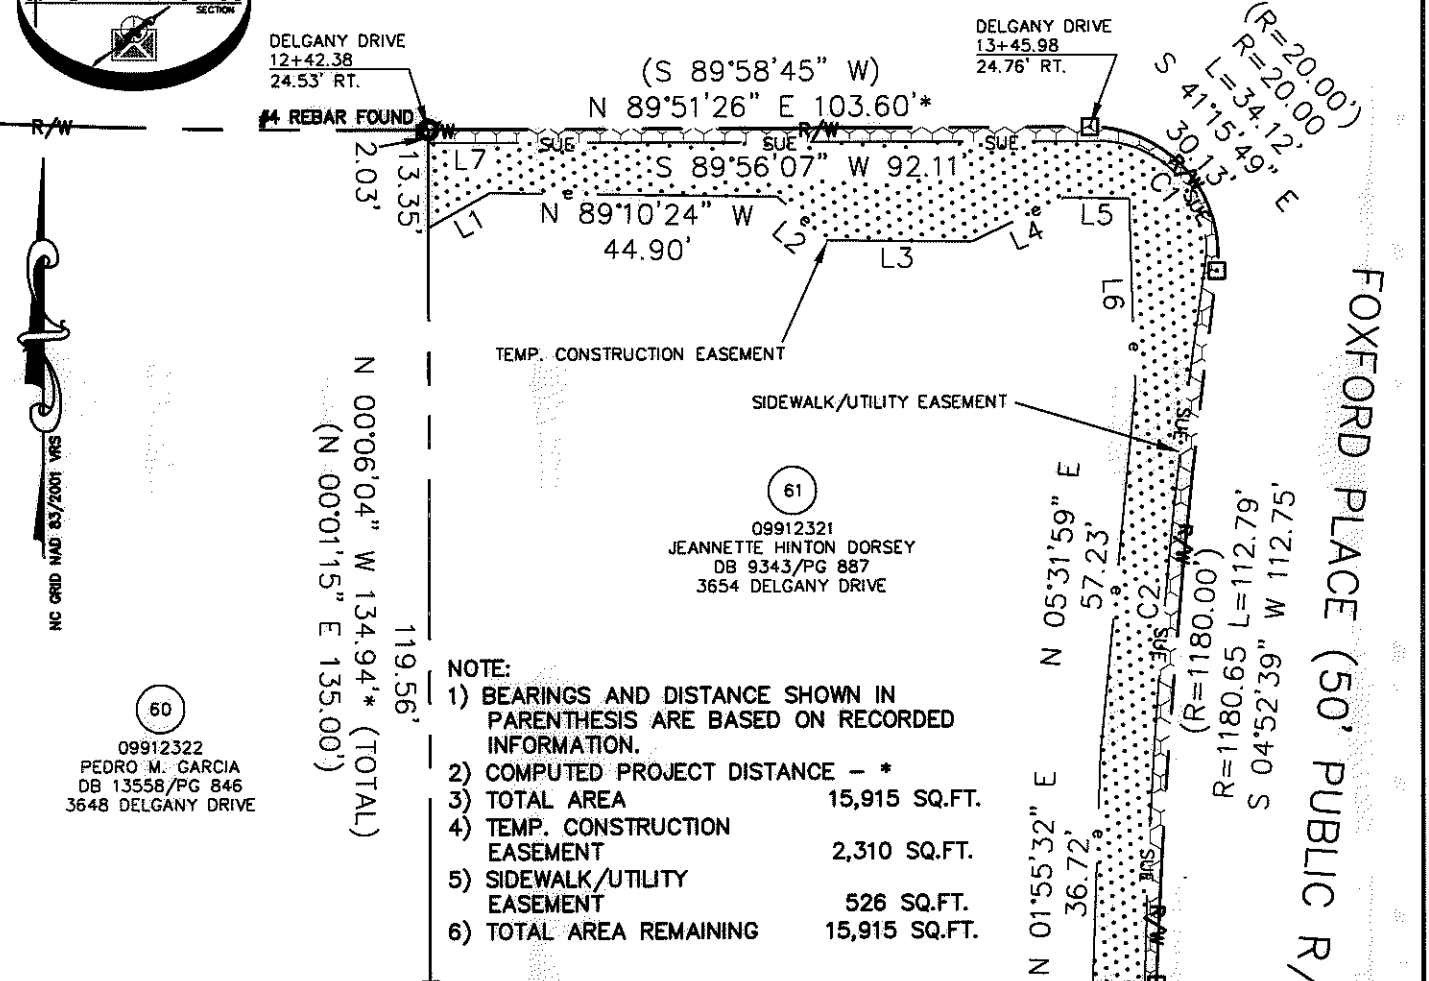 SECTION
DELGANY DRIVE
12+42.38
24.53' RT.
#4 REBAR FOUND
R/W
(S 89°58'45" W)
N 89°51'26" E 103.60'*
R/W
DELGANY DRIVE
13+45.98
24.76' RT.
(R=20.00')
R=20.00
L=34.12'
S 41°15'49" E
30.13'
2.03'
13.35'
L7
SUE
SUE
SUE
S 89°56'07" W 92.11'
L1
e
N 89°10'24" W
44.90'
L2
e
L3
L4
e
L5
L6
C1
R/W
SUE
TEMP. CONSTRUCTION EASEMENT
SIDEWALK/UTILITY EASEMENT
e
SUE
FOXFORD PLACE (50' PUBLIC R/
NC GRID NAD 83/2001 VRS
N 00°06'04" W 134.94'* (TOTAL)
(N 00°01'15" E 135.00')
119.56'
61
09912321
JEANNETTE HINTON DORSEY
DB 9343/PG 887
3654 DELGANY DRIVE
N 05°31'59" E
57.23'
e
C2
R/W
SUE
(R=1180.00')
R=1180.65 L=112.79'
S 04°52'39" W 112.75'
60
09912322
PEDRO M. GARCIA
DB 13558/PG 846
3648 DELGANY DRIVE
NOTE:
1) BEARINGS AND DISTANCE SHOWN IN
PARENTHESIS ARE BASED ON RECORDED
INFORMATION.
2) COMPUTED PROJECT DISTANCE – *
3) TOTAL AREA 15,915 SQ.FT.
4) TEMP. CONSTRUCTION
EASEMENT 2,310 SQ.FT.
5) SIDEWALK/UTILITY
EASEMENT 526 SQ.FT.
6) TOTAL AREA REMAINING 15,915 SQ.FT.
N 01°55'32" E
36.72'
e
SUE
R/W